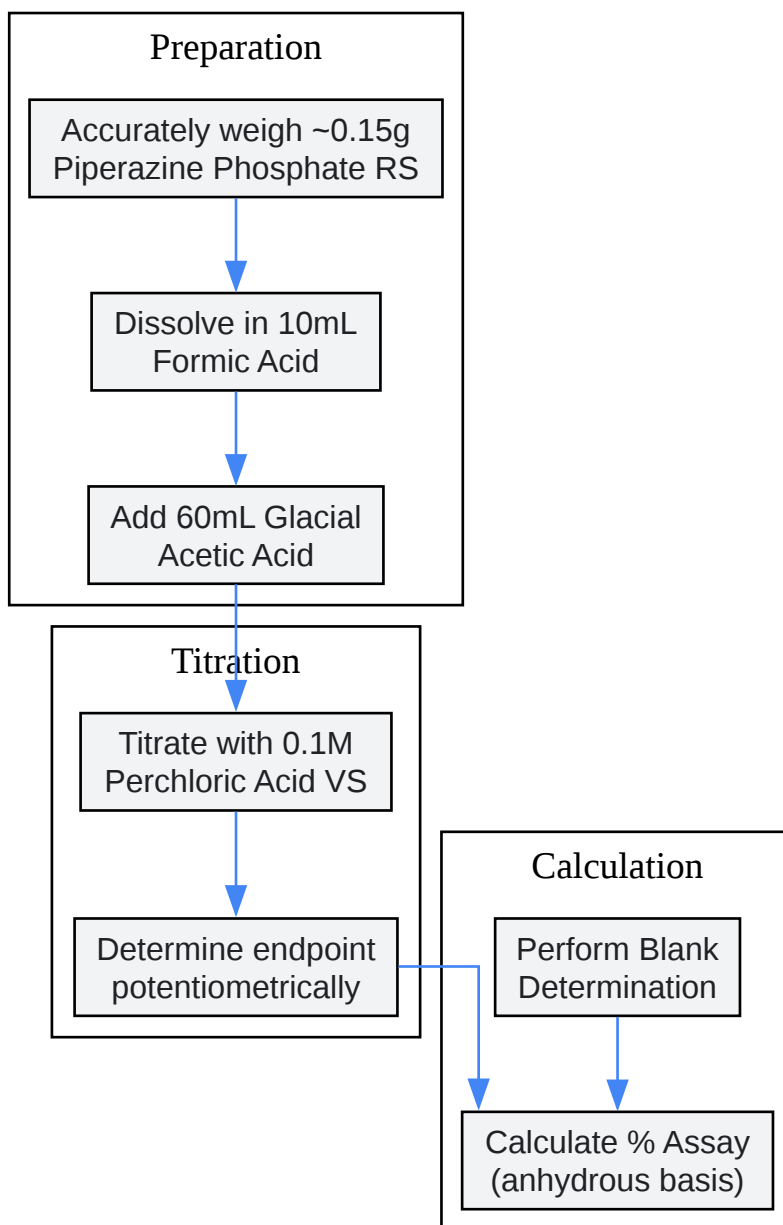 Preparation
Accurately weigh ~0.15g
Piperazine Phosphate RS
Dissolve in 10mL
Formic Acid
Add 60mL Glacial
Acetic Acid
Titration
Titrate with 0.1M
Perchloric Acid VS
Determine endpoint
potentiometrically
Calculation
Perform Blank
Determination
Calculate % Assay
(anhydrous basis)